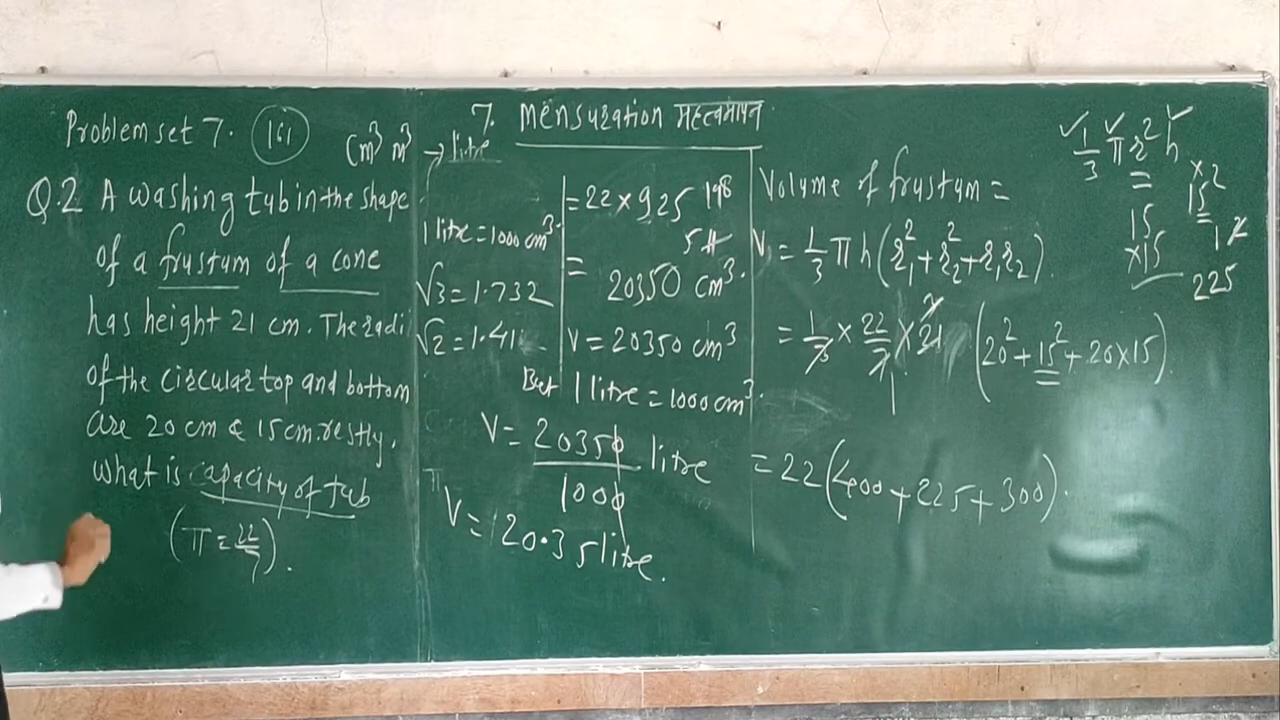 7. Mensuration महत्वमापन
Problem set 7. (161)
cm³ m³ → litre
Q.2 A washing tub in the shape
of a frustum of a cone
has height 21 cm. The radi
of the circular top and bottom
are 20 cm & 15 cm. restly.
What is capacity of tub
(π = 22/7).
1 litre = 1000 cm³.
√3 = 1.732
√2 = 1.41
= 22 × 925
= 20350 cm³.
V = 20350 cm³
But 1 litre = 1000 cm³.
V = 20350/1000 litre
V = 20.35 litre.
Volume of frustum =
V = 1/3 π h (r₁² + r₂² + r₁r₂).
= 1/3 × 22/7 × 21 (20² + 15² + 20×15).
= 22 (400 + 225 + 300).
1/3 π r² h
×2
15
15
×15
225